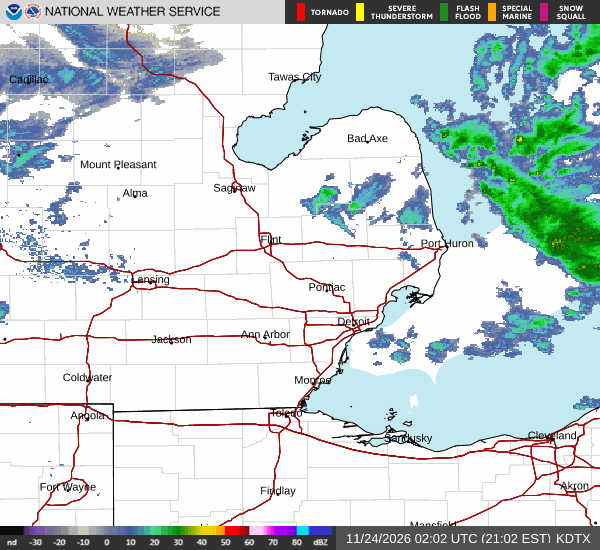 NATIONAL WEATHER SERVICE
TORNADO
SEVERE THUNDERSTORM
FLASH FLOOD
SPECIAL MARINE
SNOW SQUALL
Cadillac
Tawas City
Bad Axe
Mount Pleasant
Alma
Saginaw
Flint
Port Huron
Lansing
Pontiac
Detroit
Jackson
Ann Arbor
Coldwater
Monroe
Angola
Toledo
Sandusky
Cleveland
Fort Wayne
Findlay
Akron
Mansfield
nd -30 -20 -10 0 10 20 30 40 50 60 70 80 dBZ
11/24/2026 02:02 UTC (21:02 EST) KDTX